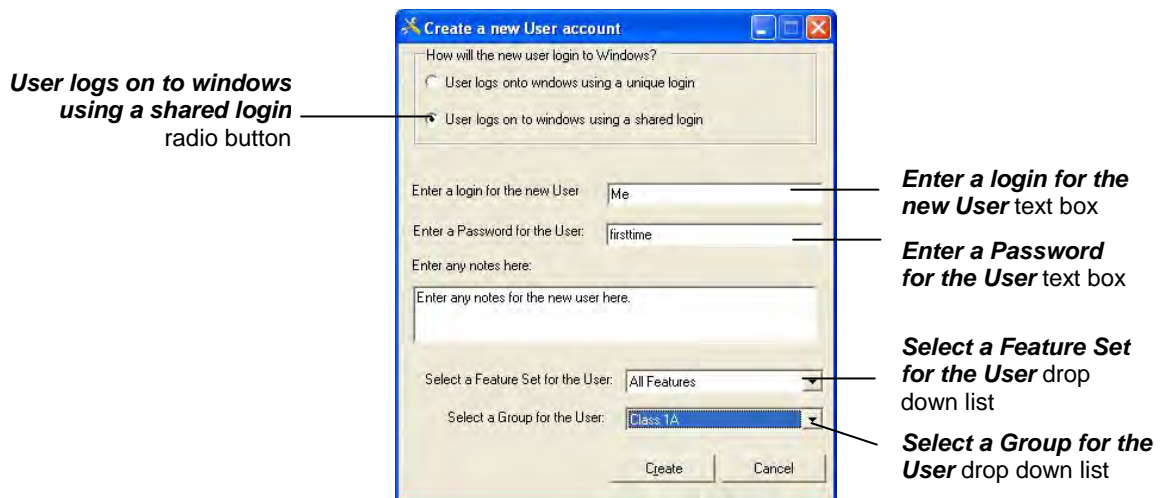 Create a new User account
How will the new user login to Windows?
User logs onto wndows using a unique login
User logs on to windows using a shared login
User logs on to windows
using a shared login
radio button
Enter a login for the new User
Me
Enter a login for the
new User text box
Enter a Password for the User:
firsttime
Enter a Password
for the User text box
Enter any notes here:
Enter any notes for the new user here.
Select a Feature Set for the User:
All Features
Select a Feature Set
for the User drop
down list
Select a Group for the User:
Class 1A
Select a Group for the
User drop down list
Create
Cancel